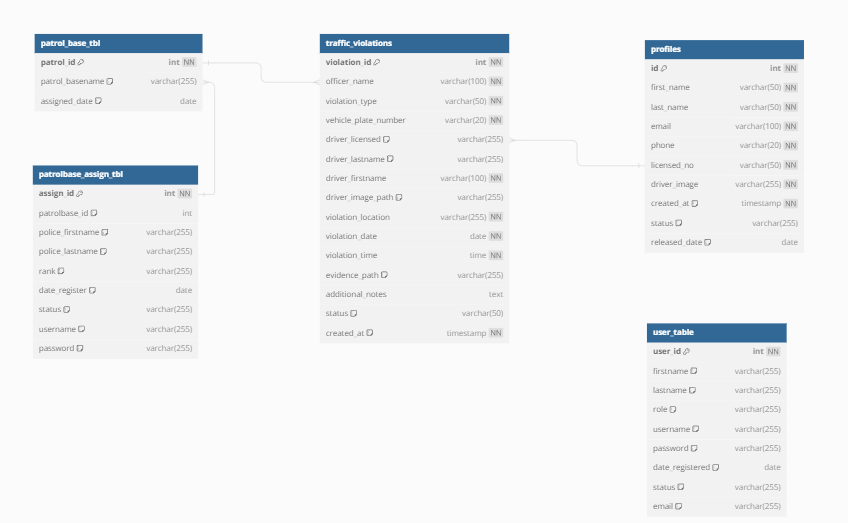 patrol_base_tbl
patrol_id int NN
patrol_basename varchar(255)
assigned_date date
patrolbase_assign_tbl
assign_id int NN
patrolbase_id int
police_firstname varchar(255)
police_lastname varchar(255)
rank varchar(255)
date_register date
status varchar(255)
username varchar(255)
password varchar(255)
traffic_violations
violation_id int NN
officer_name varchar(100) NN
violation_type varchar(50) NN
vehicle_plate_number varchar(20) NN
driver_licensed varchar(255)
driver_lastname varchar(255)
driver_firstname varchar(100) NN
driver_image_path varchar(255)
violation_location varchar(255) NN
violation_date date NN
violation_time time NN
evidence_path varchar(255)
additional_notes text
status varchar(50)
created_at timestamp NN
profiles
id int NN
first_name varchar(50) NN
last_name varchar(50) NN
email varchar(100) NN
phone varchar(20) NN
licensed_no varchar(50) NN
driver_image varchar(255) NN
created_at timestamp NN
status varchar(255)
released_date date
user_table
user_id int NN
firstname varchar(255)
lastname varchar(255)
role varchar(255)
username varchar(255)
password varchar(255)
date_registered date
status varchar(255)
email varchar(255)